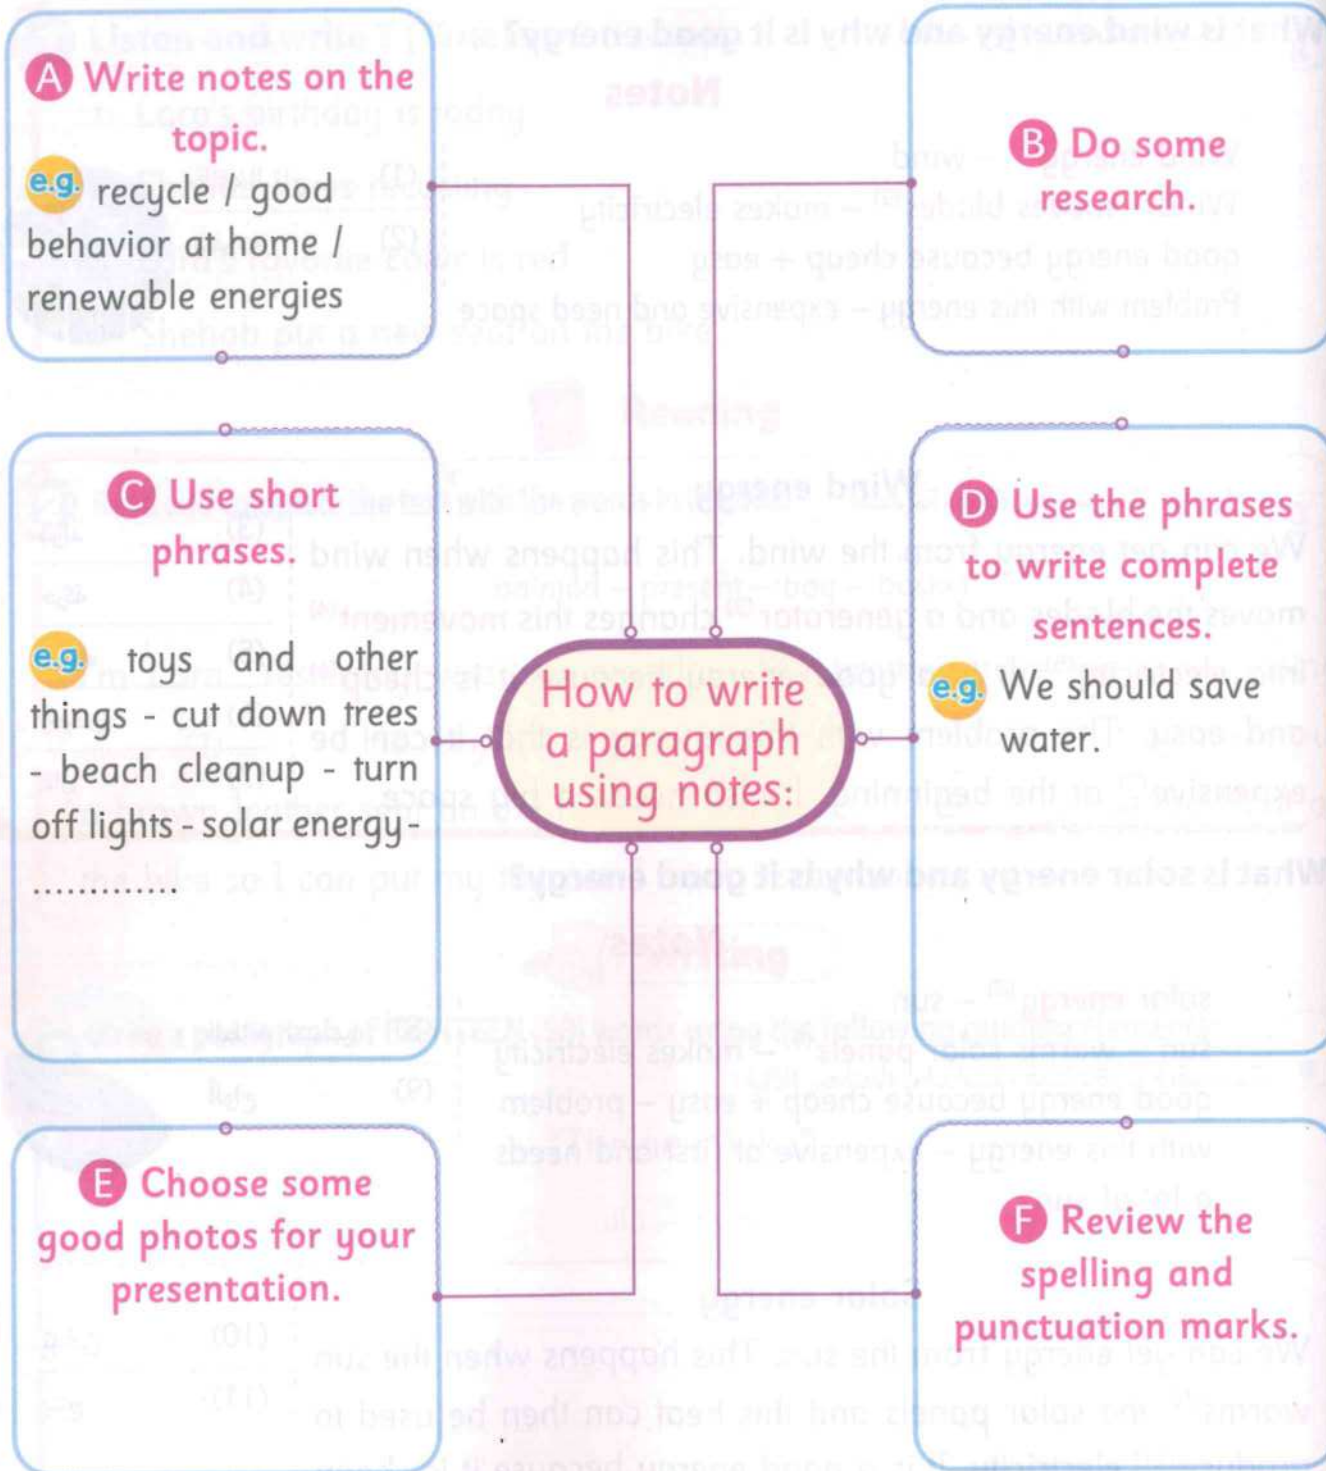 A Write notes on the
topic.
e.g. recycle / good
behavior at home /
renewable energies
B Do some
research.
C Use short
phrases.
e.g. toys and other
things - cut down trees
- beach cleanup - turn
off lights - solar energy-
.............
D Use the phrases
to write complete
sentences.
e.g. We should save
water.
How to write
a paragraph
using notes:
E Choose some
good photos for your
presentation.
F Review the
spelling and
punctuation marks.